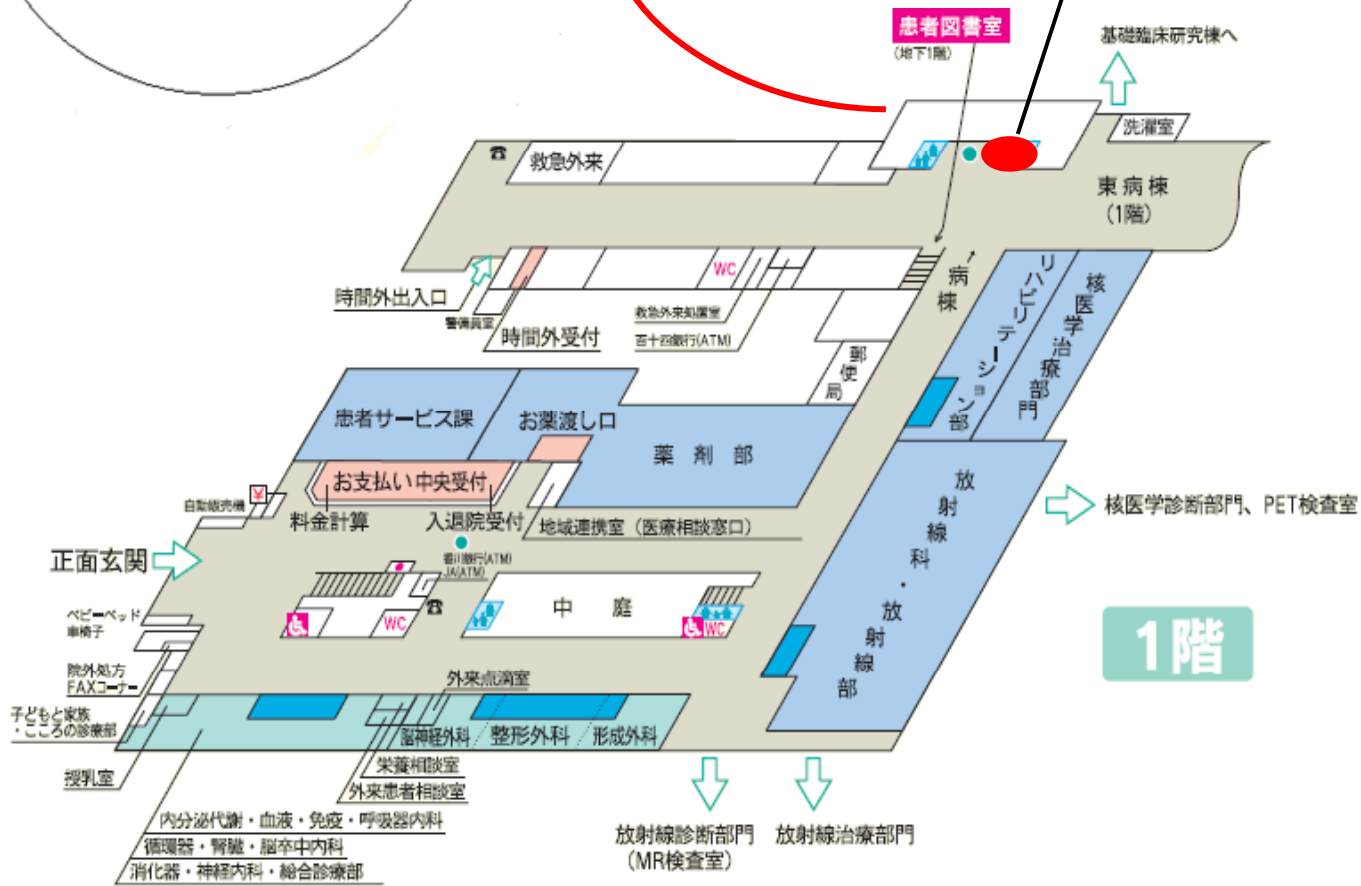 患者図書室
(地下1階)
基礎臨床研究棟へ
洗濯室
救急外来
東病棟
(1階)
時間外出入口
警備員室
時間外受付
WC
救急外来処置室
百十四銀行(ATM)
病棟
リハビリテーション部
核医学治療部門
郵便局
患者サービス課
お薬渡し口
薬剤部
お支払い 中央受付
自動販売機
¥
料金計算
入退院受付
地域連携室（医療相談窓口）
放射線科・放射線部
核医学診断部門、PET検査室
正面玄関
香川銀行(ATM)
JA(ATM)
中庭
WC
WC
ベビーベッド
車椅子
院外処方
FAXコーナー
子どもと家族
・こころの診療部
授乳室
外来点滴室
脳神経外科
整形外科
形成外科
栄養相談室
外来患者相談室
内分泌代謝・血液・免疫・呼吸器内科
循環器・腎臓・脳卒中内科
消化器・神経内科・総合診療部
放射線診断部門
(MR検査室)
放射線治療部門
1階